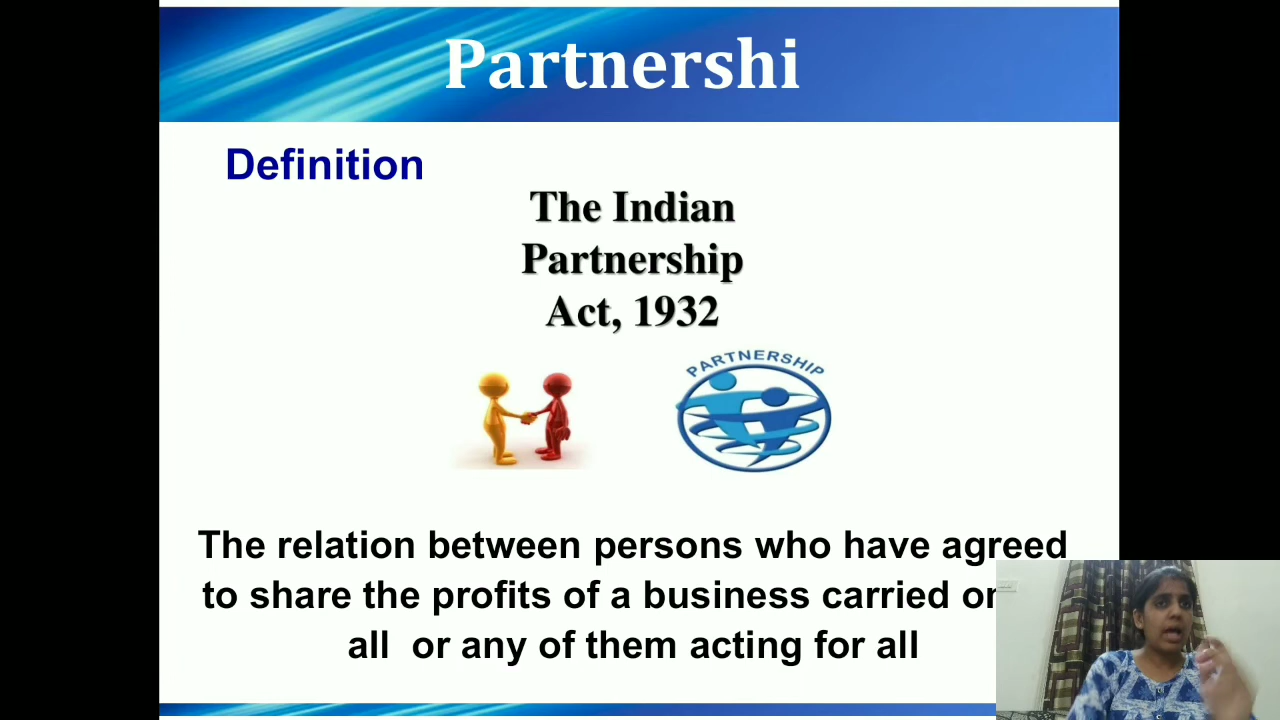 Partnershi
Definition
The Indian
Partnership
Act, 1932
PARTNERSHIP
The relation between persons who have agreed
to share the profits of a business carried
all or any of them acting for all